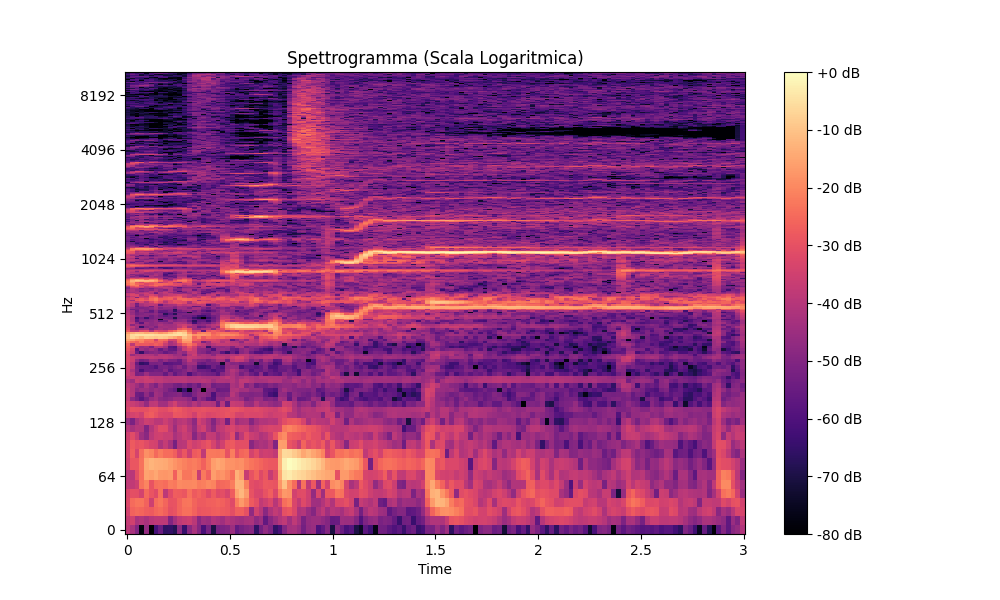 Spettrogramma (Scala Logaritmica)
Hz
8192
4096
2048
1024
512
256
128
64
0
0 0.5 1 1.5 2 2.5 3
Time
+0 dB
-10 dB
-20 dB
-30 dB
-40 dB
-50 dB
-60 dB
-70 dB
-80 dB